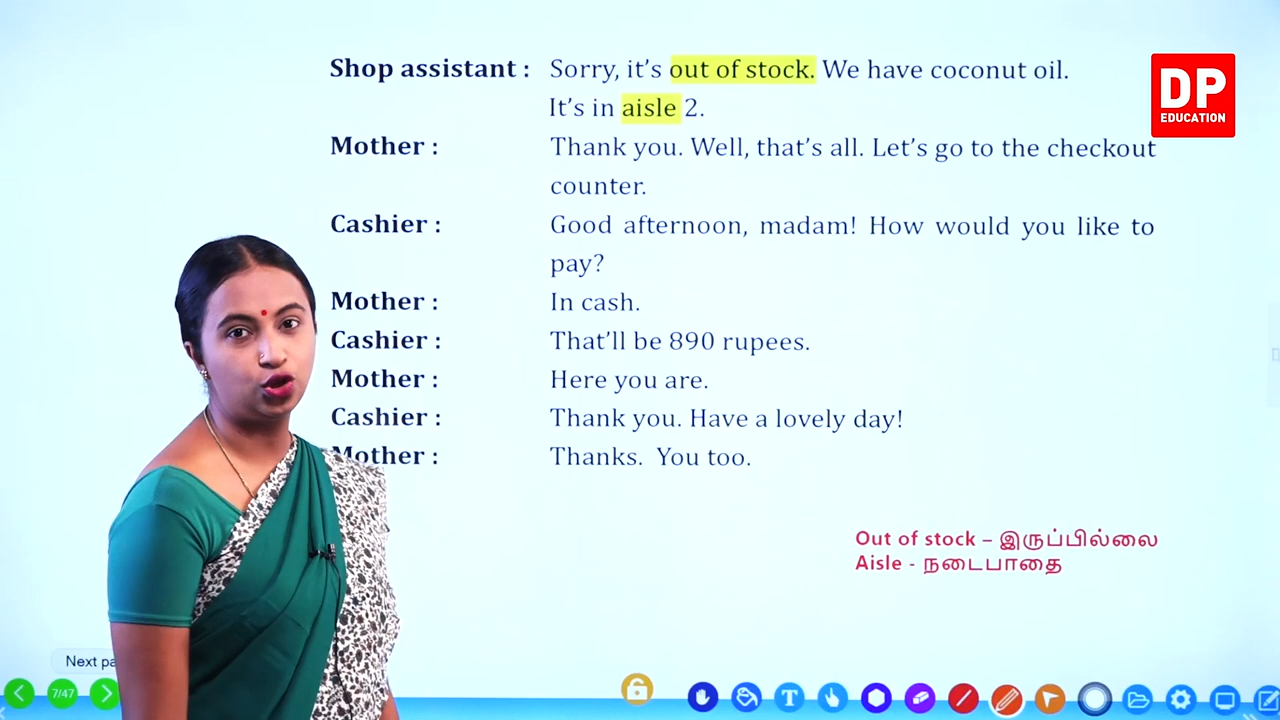 Shop assistant : Sorry, it's out of stock. We have coconut oil.
It's in aisle 2.
Mother : Thank you. Well, that's all. Let's go to the checkout
counter.
Cashier : Good afternoon, madam! How would you like to
pay?
Mother : In cash.
Cashier : That'll be 890 rupees.
Mother : Here you are.
Cashier : Thank you. Have a lovely day!
Mother : Thanks. You too.
Out of stock – இருப்பில்லை
Aisle - நடைபாதை
DP
EDUCATION
Next pa
7/47
T